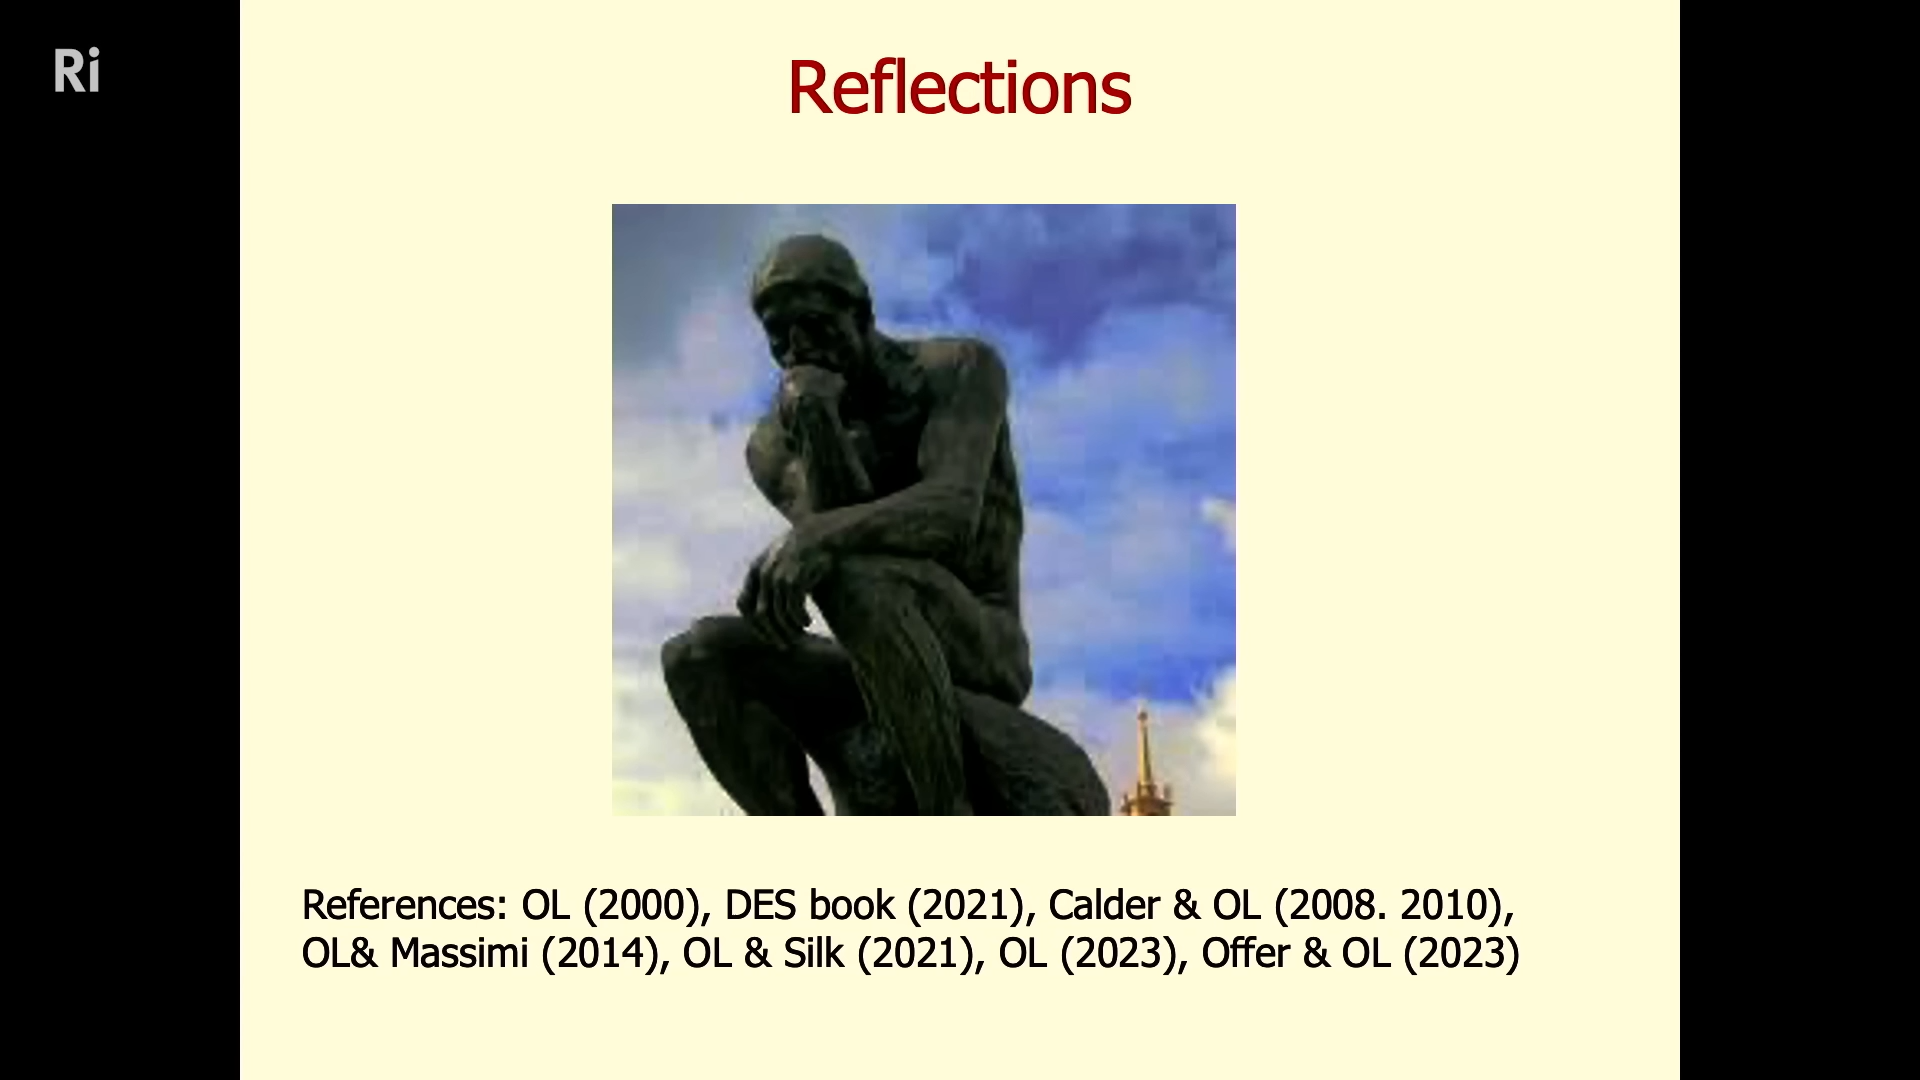 Ri
Reflections
References: OL (2000), DES book (2021), Calder & OL (2008. 2010),
OL& Massimi (2014), OL & Silk (2021), OL (2023), Offer & OL (2023)